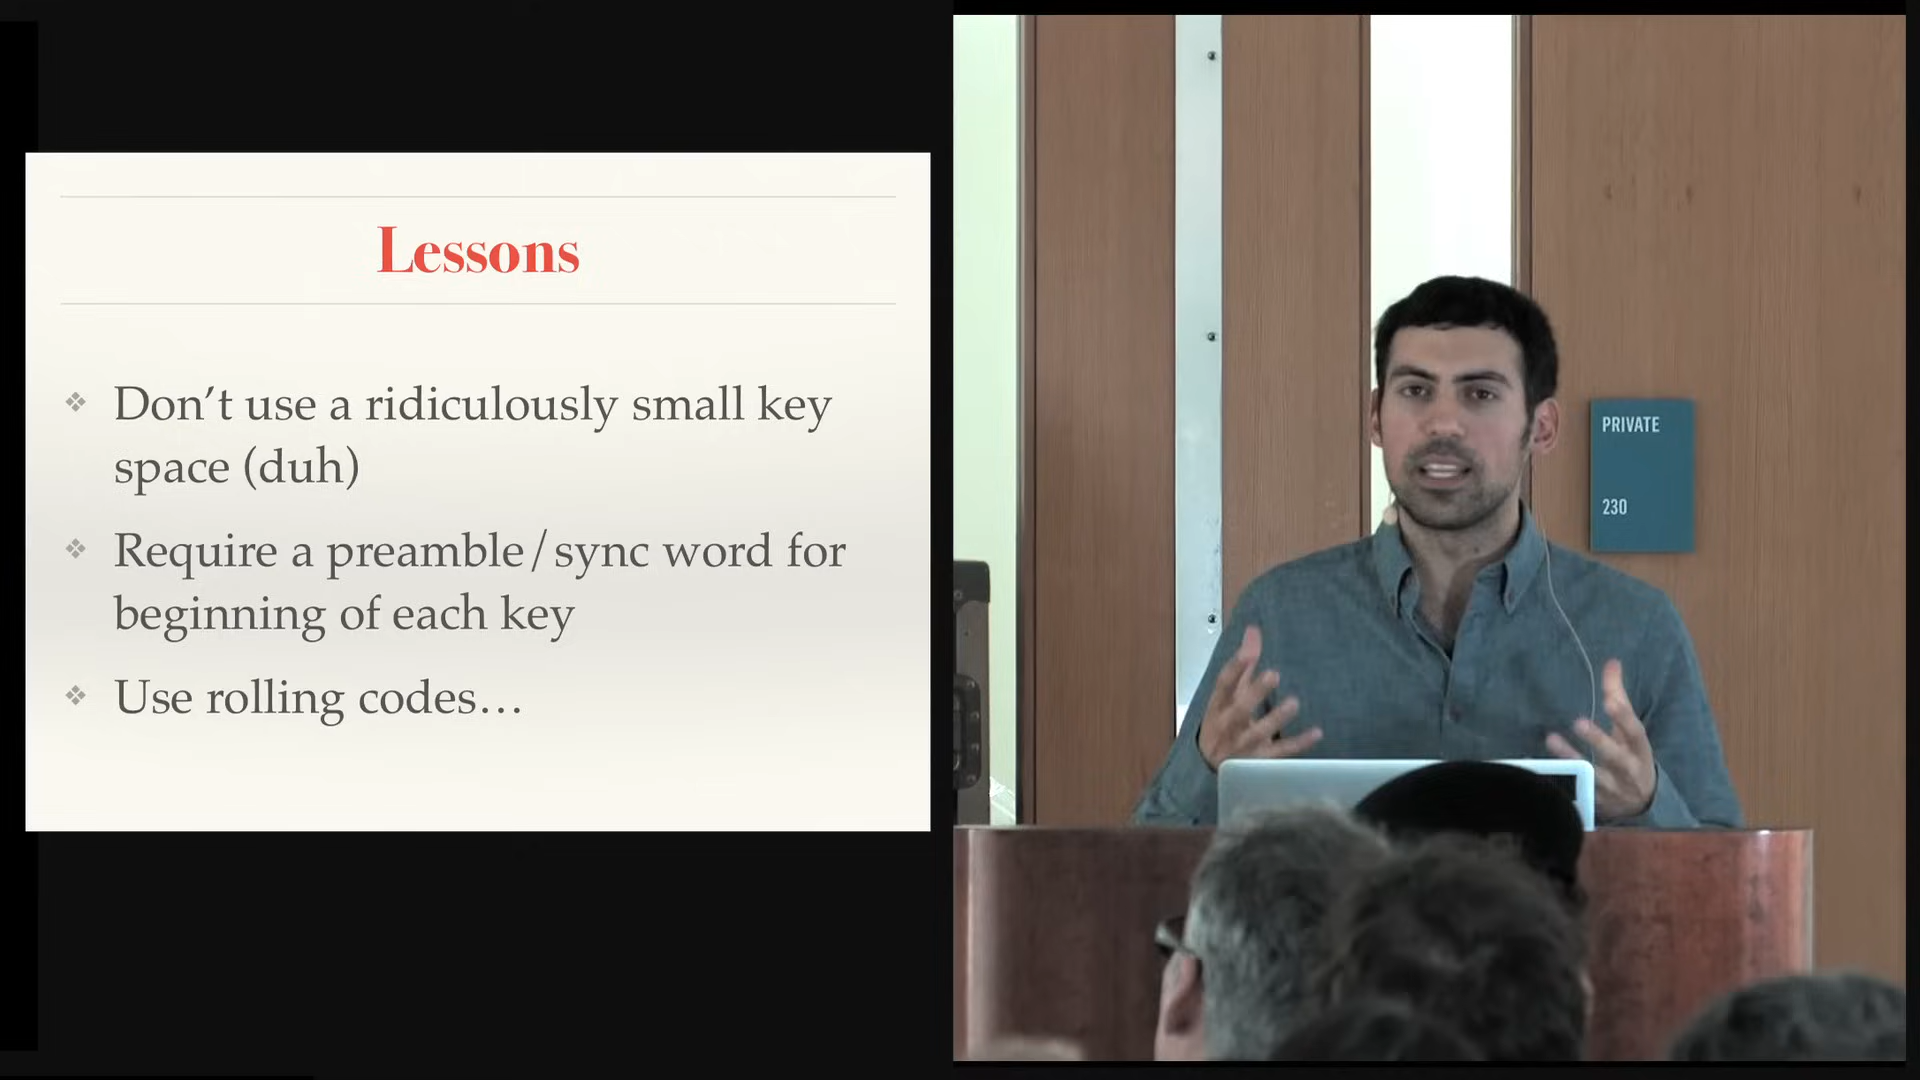 Lessons
Don’t use a ridiculously small key
space (duh)
Require a preamble/sync word for
beginning of each key
Use rolling codes…
PRIVATE
230